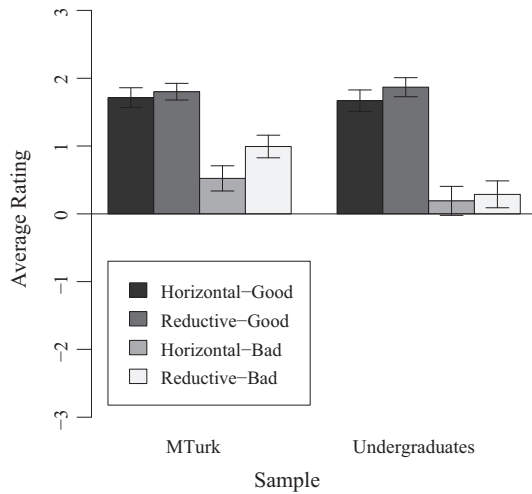 3
2
1
0
−1
−2
−3
Average Rating
Horizontal−Good
Reductive−Good
Horizontal−Bad
Reductive−Bad
MTurk
Undergraduates
Sample